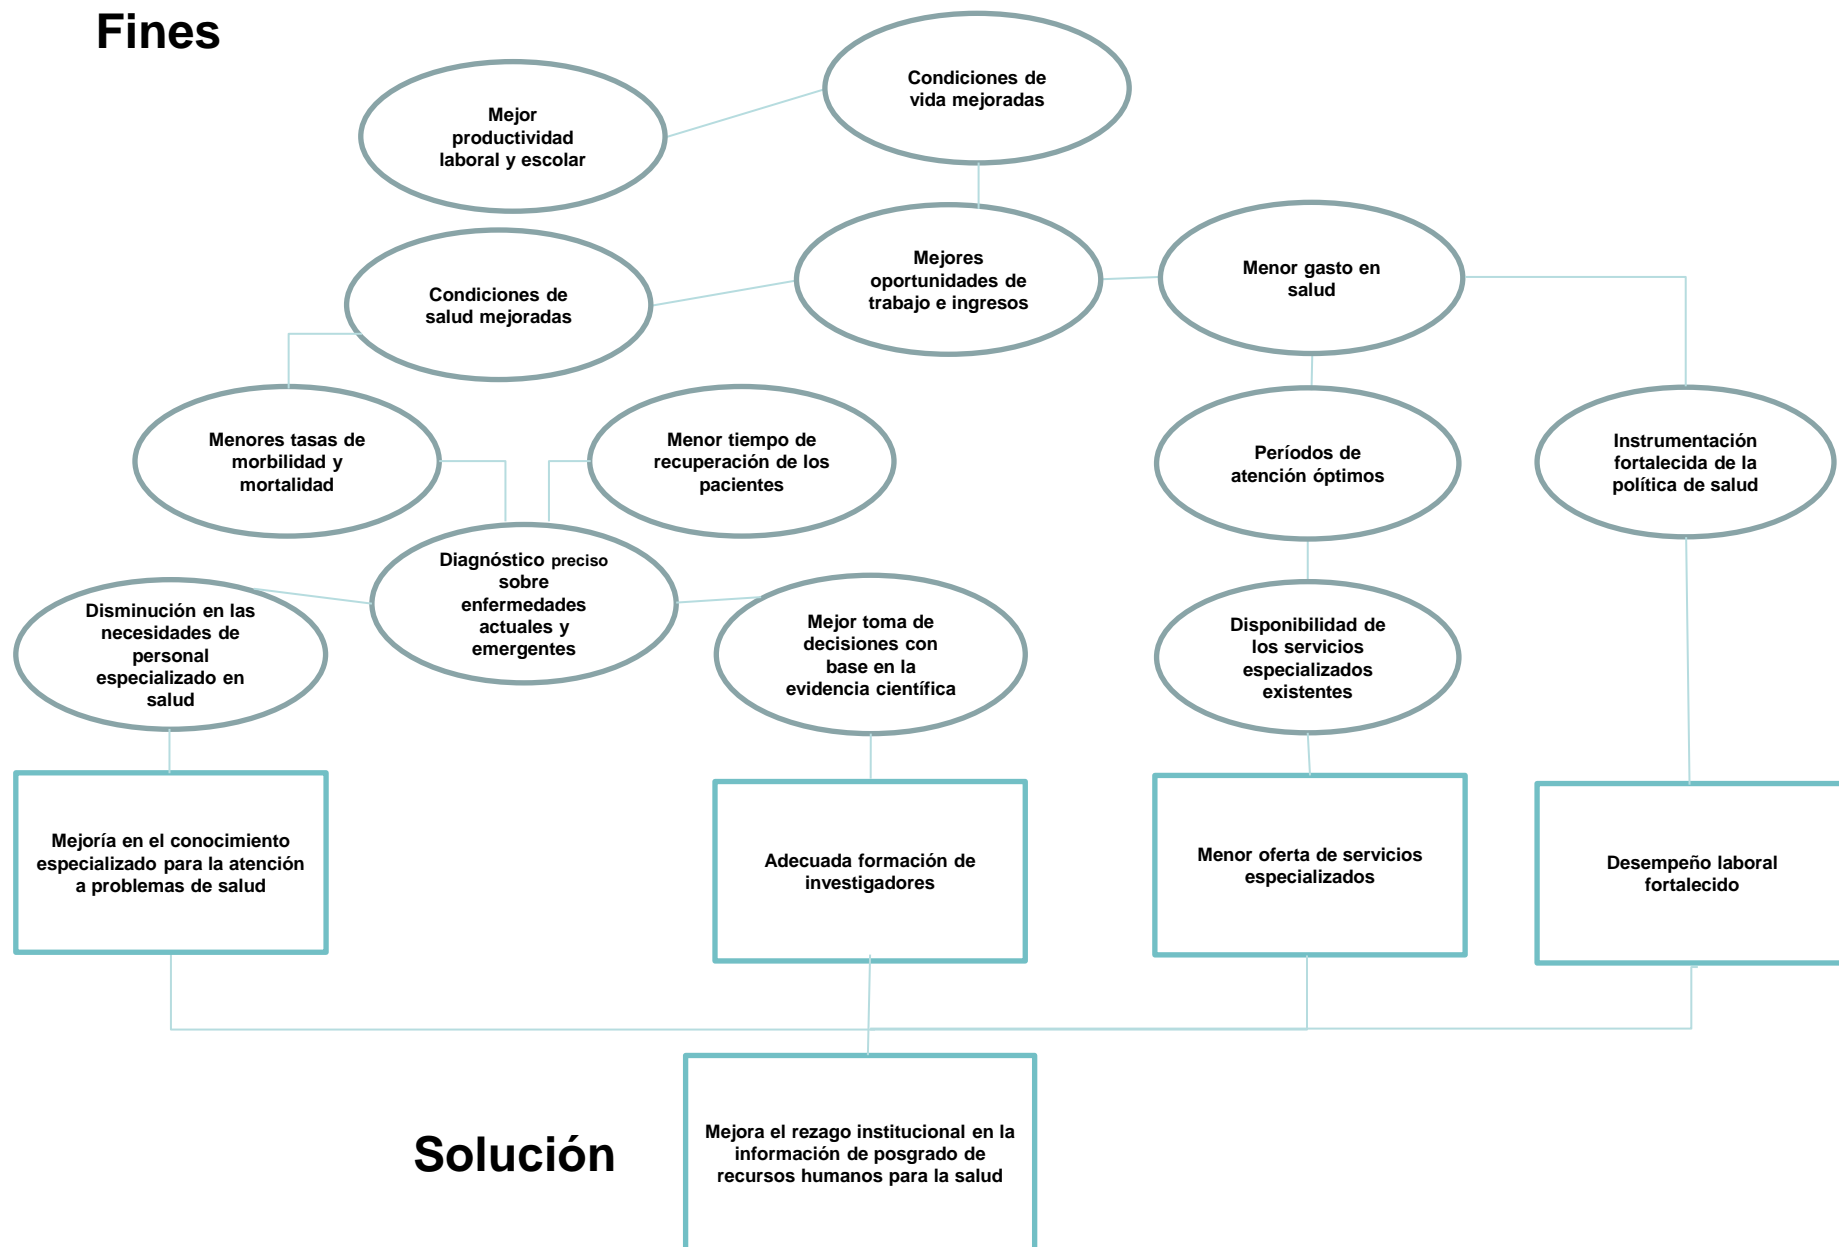 Fines
Condiciones de
vida mejoradas
Mejor
productividad
laboral y escolar
Mejores
oportunidades de
trabajo e ingresos
Menor gasto en
salud
Condiciones de
salud mejoradas
Menores tasas de
morbilidad y
mortalidad
Menor tiempo de
recuperación de los
pacientes
Períodos de
atención óptimos
Instrumentación
fortalecida de la
política de salud
Diagnóstico preciso
sobre
enfermedades
actuales y
emergentes
Disminución en las
necesidades de
personal
especializado en
salud
Mejor toma de
decisiones con
base en la
evidencia científica
Disponibilidad de
los servicios
especializados
existentes
Mejoría en el conocimiento
especializado para la atención
a problemas de salud
Adecuada formación de
investigadores
Menor oferta de servicios
especializados
Desempeño laboral
fortalecido
Solución
Mejora el rezago institucional en la
información de posgrado de
recursos humanos para la salud